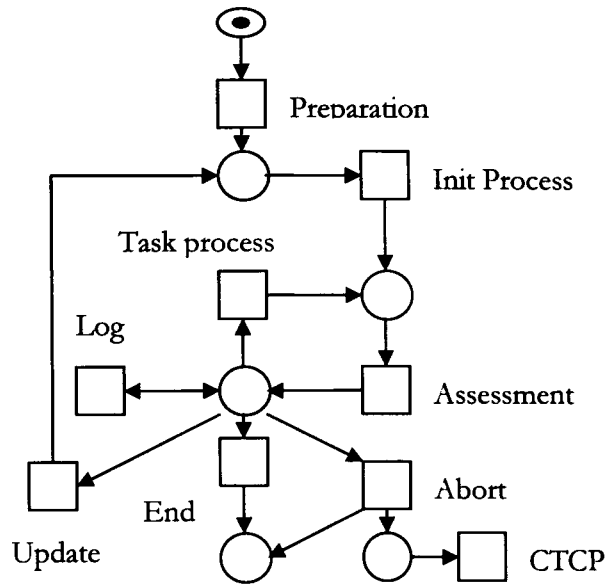 Preparation
Init Process
Task process
Log
Assessment
Abort
End
Update
CTCP